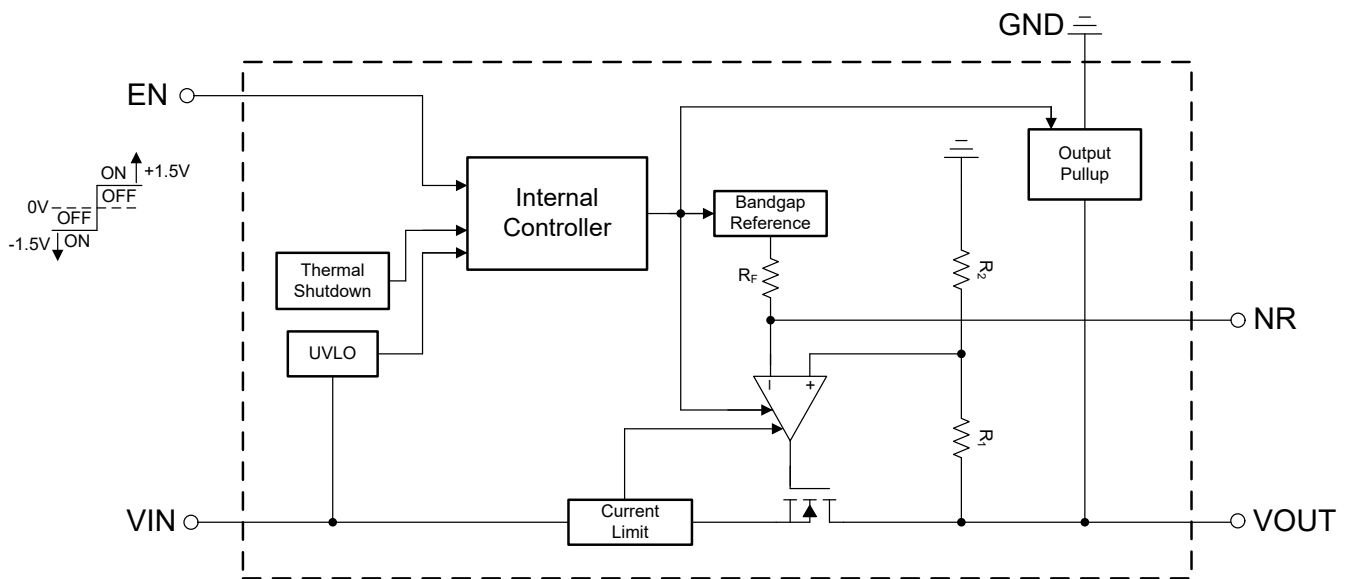 GND
EN
ON
+1.5V
OFF
0V
OFF
-1.5V
ON
Internal
Controller
Output
Pullup
Bandgap
Reference
Thermal
Shutdown
RF
R2
NR
UVLO
− +
R1
VIN
Current
Limit
VOUT